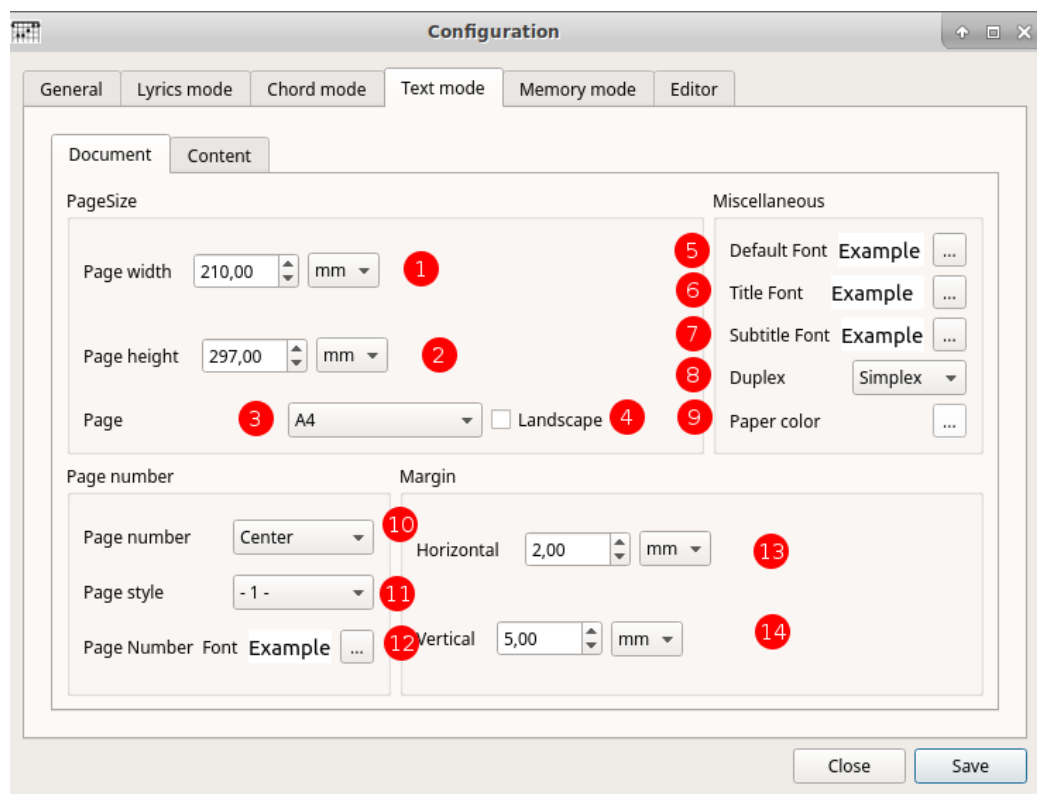 Configuration
General Lyrics mode Chord mode Text mode Memory mode Editor
Document Content
PageSize
Page width 210,00 mm 1
Page height 297,00 mm 2
Page 3 A4 Landscape 4
Miscellaneous
5 Default Font Example ...
6 Title Font Example ...
7 Subtitle Font Example ...
8 Duplex Simplex
9 Paper color ...
Page number
Page number Center 10
Page style - 1 - 11
Page Number Font Example ... 12
Margin
Horizontal 2,00 mm 13
Vertical 5,00 mm 14
Close Save